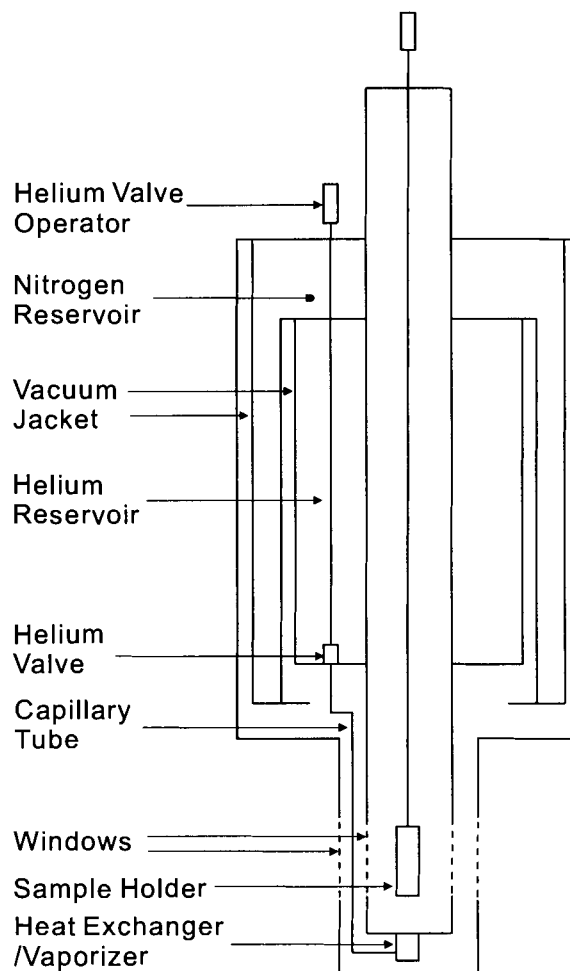 Helium Valve
Operator
Nitrogen
Reservoir
Vacuum
Jacket
Helium
Reservoir
Helium
Valve
Capillary
Tube
Windows
Sample Holder
Heat Exchanger
/Vaporizer